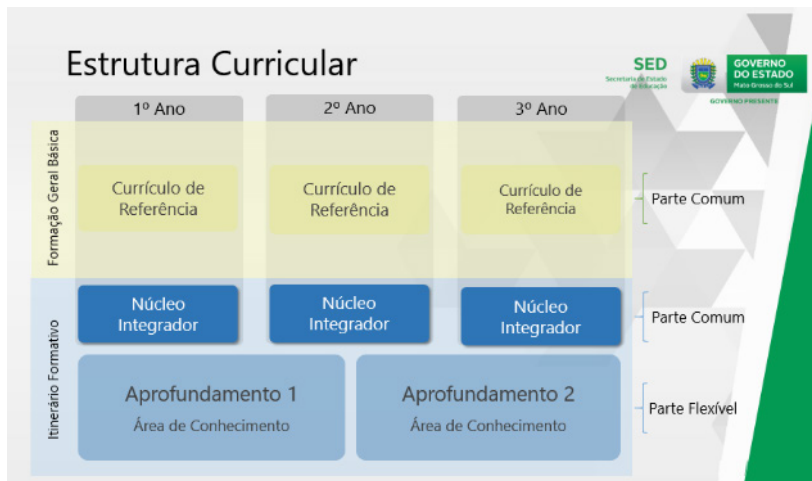 Estrutura Curricular
SED
Secretaria de Estado
de Educação
GOVERNO
DO ESTADO
Mato Grosso do Sul
GOVERNO PRESENTE
1º Ano
2º Ano
3º Ano
Formação Geral Básica
Currículo de
Referência
Currículo de
Referência
Currículo de
Referência
Parte Comum
Itinerário Formativo
Núcleo
Integrador
Núcleo
Integrador
Núcleo
Integrador
Parte Comum
Aprofundamento 1
Área de Conhecimento
Aprofundamento 2
Área de Conhecimento
Parte Flexível